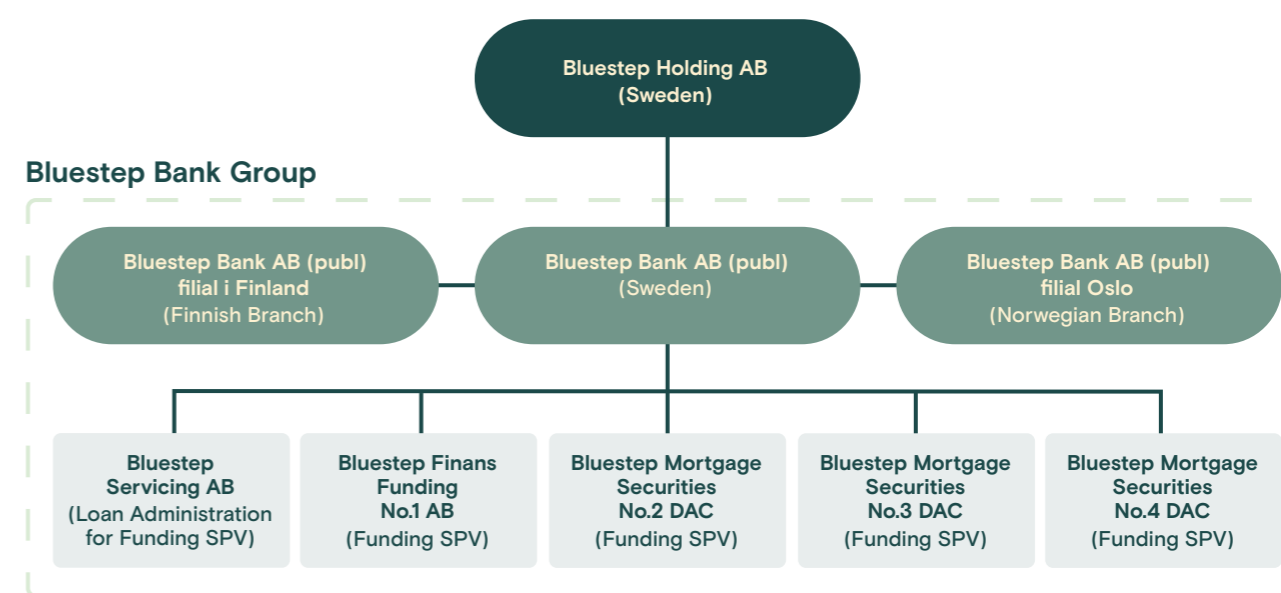 Bluestep Holding AB
(Sweden)
Bluestep Bank Group
Bluestep Bank AB (publ)
filial i Finland
(Finnish Branch)
Bluestep Bank AB (publ)
(Sweden)
Bluestep Bank AB (publ)
filial Oslo
(Norwegian Branch)
Bluestep
Servicing AB
(Loan Administration
for Funding SPV)
Bluestep Finans
Funding
No.1 AB
(Funding SPV)
Bluestep Mortgage
Securities
No.2 DAC
(Funding SPV)
Bluestep Mortgage
Securities
No.3 DAC
(Funding SPV)
Bluestep Mortgage
Securities
No.4 DAC
(Funding SPV)